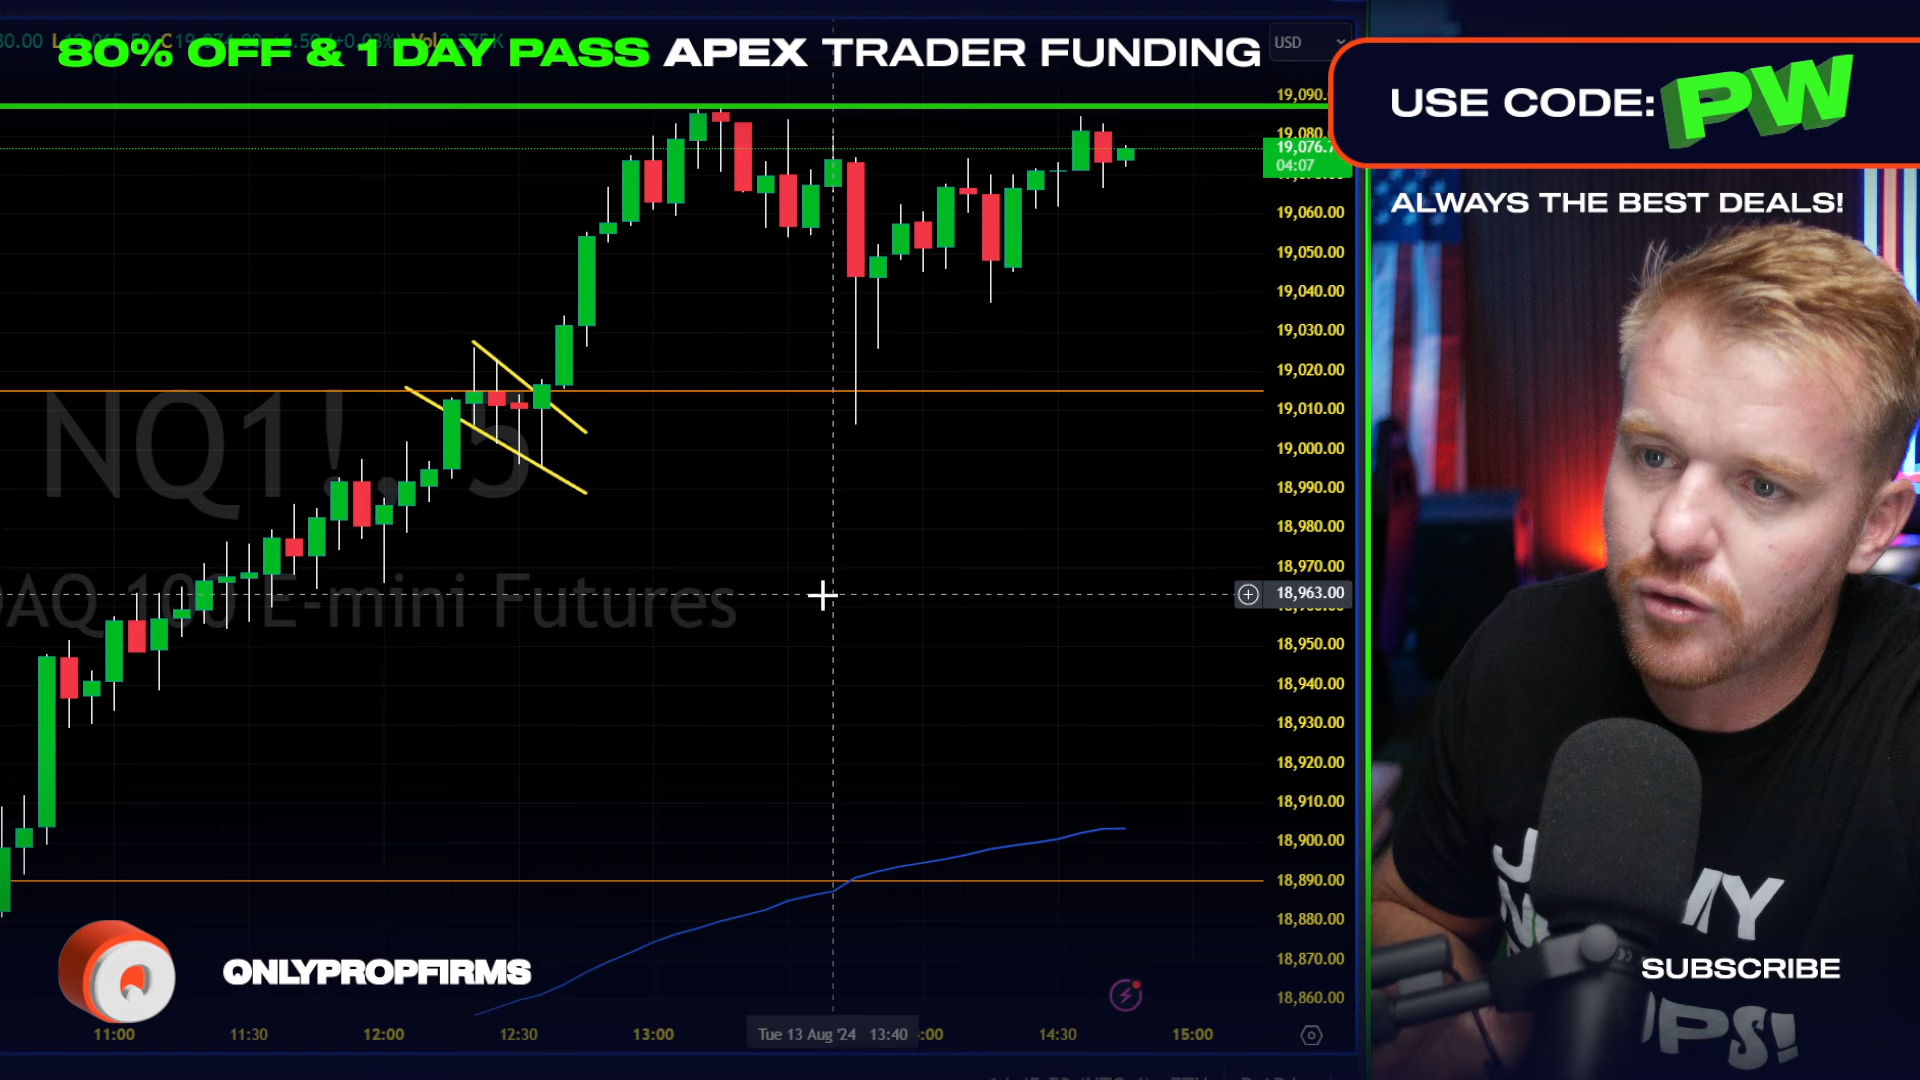 80% OFF & 1 DAY PASS APEX TRADER FUNDING
USD
USE CODE: PW
ALWAYS THE BEST DEALS!
19,090.
19,080.
19,076.7
04:07
19,060.00
19,050.00
19,040.00
19,030.00
19,020.00
19,010.00
19,000.00
18,990.00
18,980.00
18,970.00
18,963.00
18,950.00
18,940.00
18,930.00
18,920.00
18,910.00
18,900.00
18,890.00
18,880.00
18,870.00
18,860.00
NQ1!, 5
DAQ 100 E-mini Futures
ONLYPROPFIRMS
SUBSCRIBE
11:00 11:30 12:00 12:30 13:00 Tue 13 Aug '24 13:40 :00 14:30 15:00